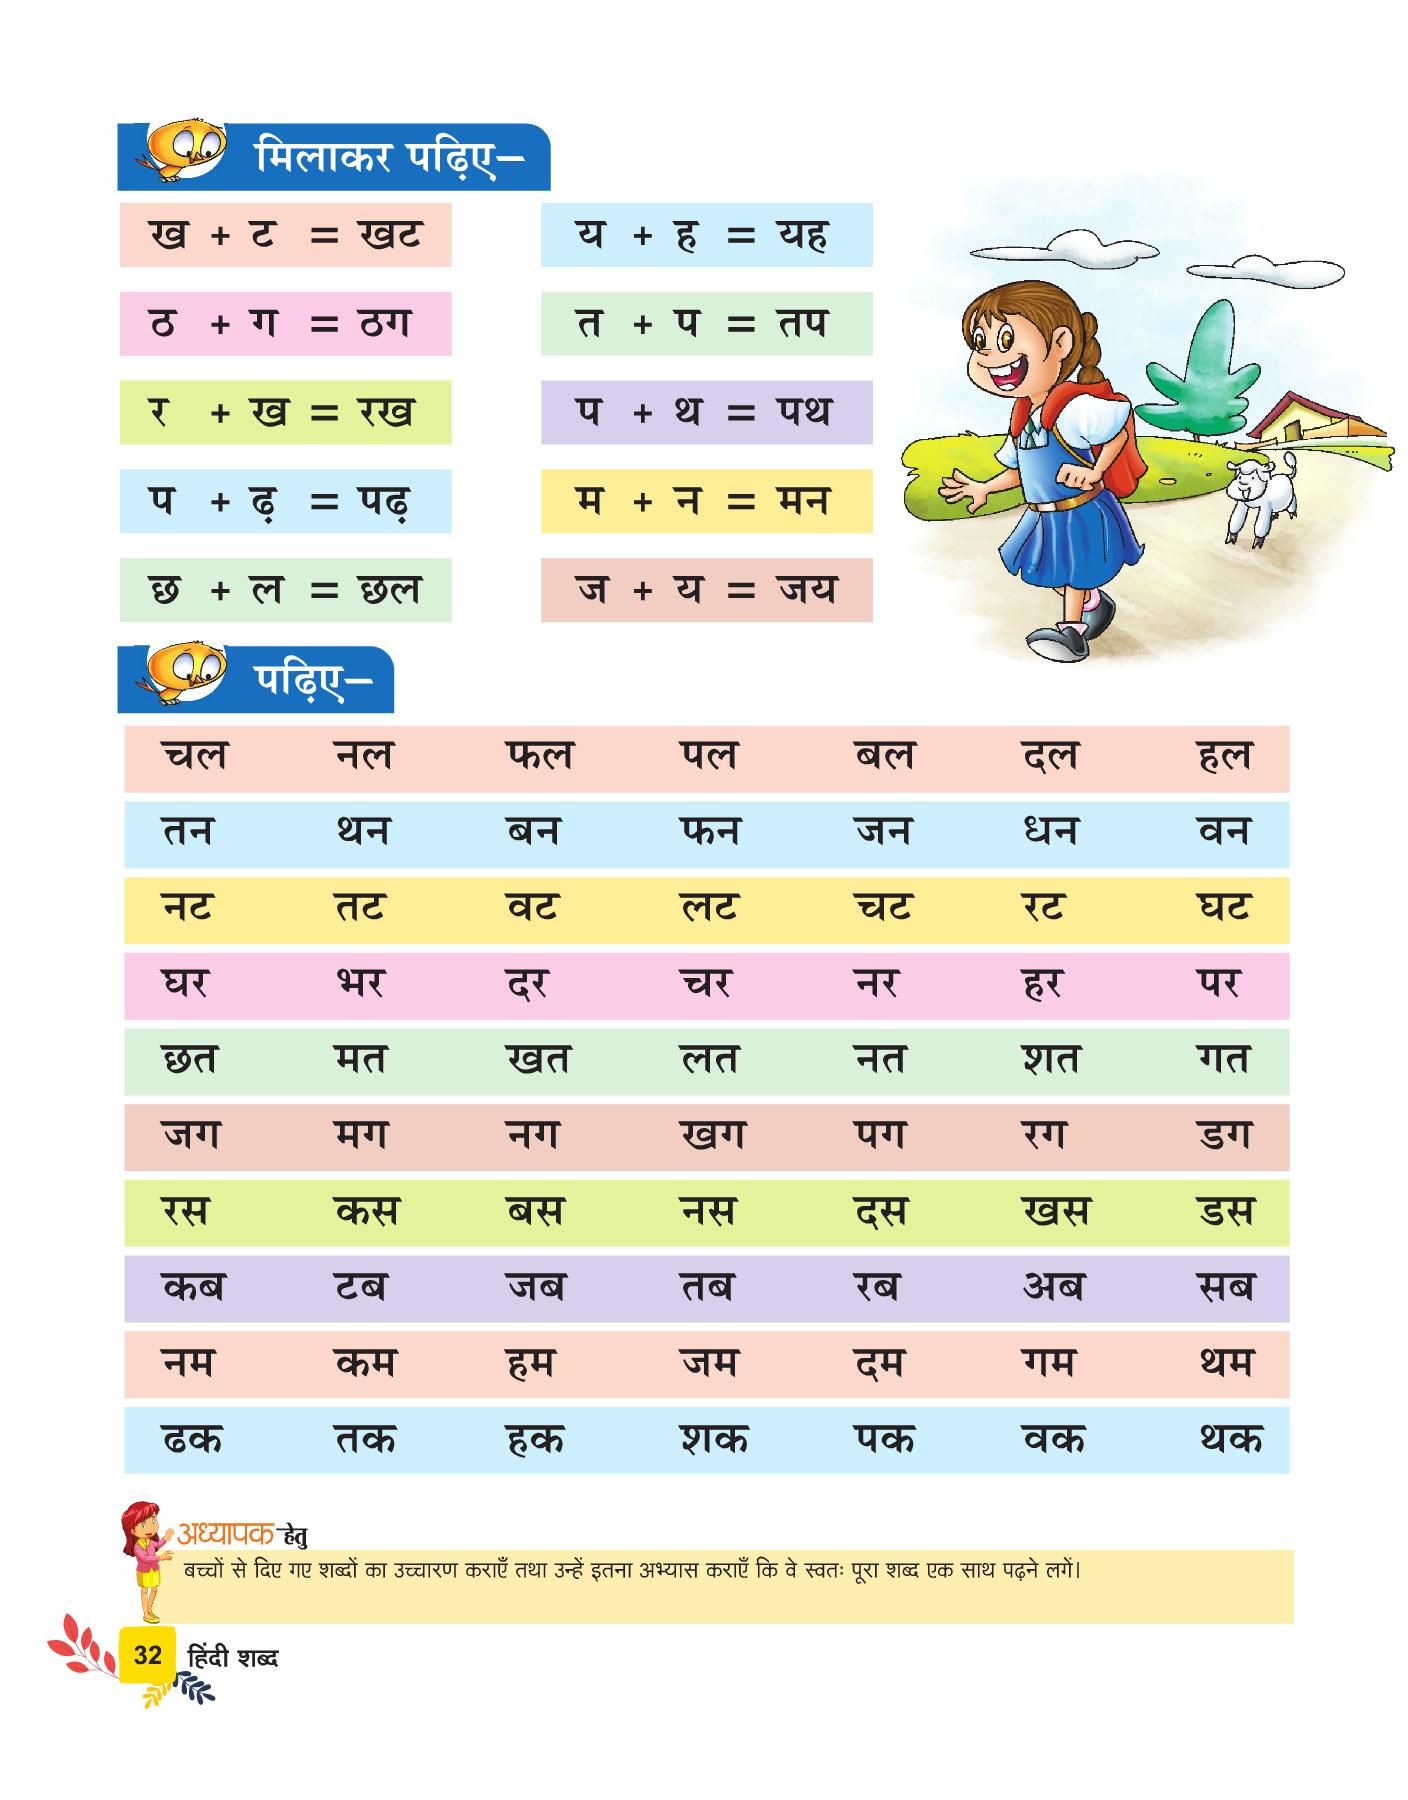 मिलाकर पढ़िए–
ख + ट = खट
य + ह = यह
ठ + ग = ठग
त + प = तप
र + ख = रख
प + थ = पथ
प + ढ़ = पढ़
म + न = मन
छ + ल = छल
ज + य = जय
पढ़िए–
चल नल फल पल बल दल हल
तन थन बन फन जन धन वन
नट तट वट लट चट रट घट
घर भर दर चर नर हर पर
छत मत खत लत नत शत गत
जग मग नग खग पग रग डग
रस कस बस नस दस खस डस
कब टब जब तब रब अब सब
नम कम हम जम दम गम थम
ढक तक हक शक पक वक थक
अध्यापक हेतु
बच्चों से दिए गए शब्दों का उच्चारण कराएँ तथा उन्हें इतना अभ्यास कराएँ कि वे स्वतः पूरा शब्द एक साथ पढ़ने लगें।
32 हिंदी शब्द